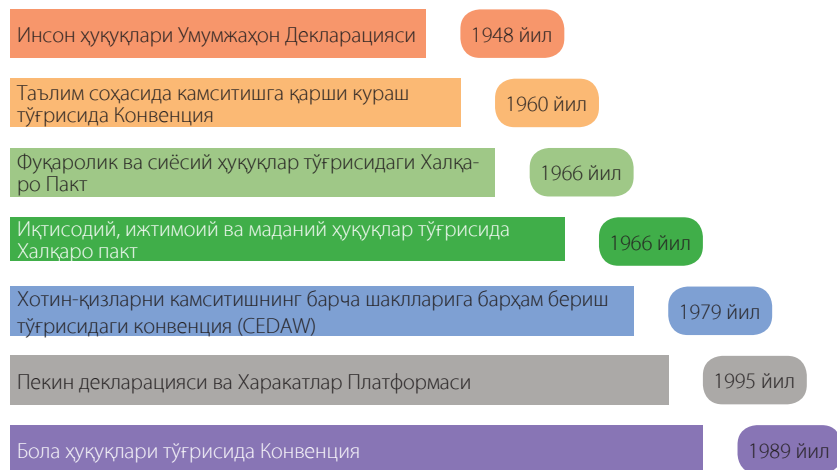 Инсон ҳуқуқлари Умумжаҳон Декларацияси
1948 йил
Таълим соҳасида камситишга қарши кураш
тўғрисида Конвенция
1960 йил
Фуқаролик ва сиёсий ҳуқуқлар тўғрисидаги Халқа-
ро Пакт
1966 йил
Иқтисодий, ижтимоий ва маданий ҳуқуқлар тўғрисида
Халқаро пакт
1966 йил
Хотин-қизларни камситишнинг барча шаклларига барҳам бериш
тўғрисидаги конвенция (CEDAW)
1979 йил
Пекин декларацияси ва Харакатлар Платформаси
1995 йил
Бола ҳуқуқлари тўғрисида Конвенция
1989 йил